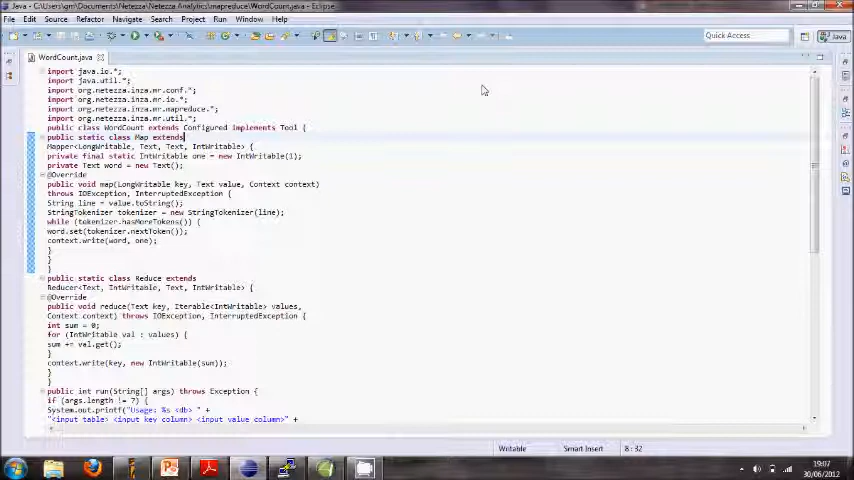 Java - C:\Users\gm\Documents\Netezza\Netezza Analytics\mapreduce\WordCount.java - Eclipse
File Edit Source Refactor Navigate Search Project Run Window Help
Quick Access
Java
WordCount.java
import java.io.*;
import java.util.*;
import org.netezza.inza.mr.conf.*;
import org.netezza.inza.mr.io.*;
import org.netezza.inza.mr.mapreduce.*;
import org.netezza.inza.mr.util.*;
public class WordCount extends Configured implements Tool {
public static class Map extends
Mapper<LongWritable, Text, Text, IntWritable> {
private final static IntWritable one = new IntWritable(1);
private Text word = new Text();
@Override
public void map(LongWritable key, Text value, Context context)
throws IOException, InterruptedException {
String line = value.toString();
StringTokenizer tokenizer = new StringTokenizer(line);
while (tokenizer.hasMoreTokens()) {
word.set(tokenizer.nextToken());
context.write(word, one);
}
}
}
public static class Reduce extends
Reducer<Text, IntWritable, Text, IntWritable> {
@Override
public void reduce(Text key, Iterable<IntWritable> values,
Context context) throws IOException, InterruptedException {
int sum = 0;
for (IntWritable val : values) {
sum += val.get();
}
context.write(key, new IntWritable(sum));
}
}
public int run(String[] args) throws Exception {
if (args.length != 7) {
System.out.printf("Usage: %s <db> " +
"<input table> <input key column> <input value column>" +
Writable Smart Insert 8 : 32
19:07
30/06/2012